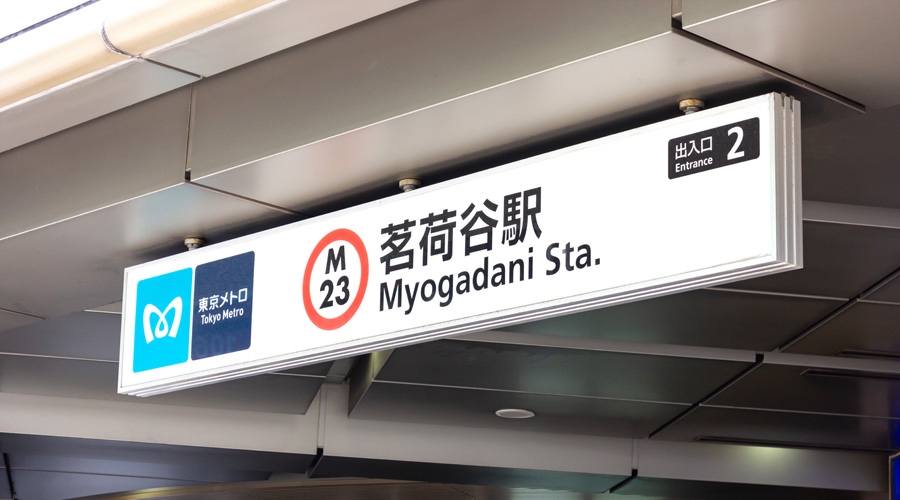 東京メトロ
Tokyo Metro
M
23
茗荷谷駅
Myogadani Sta.
出入口
Entrance
2